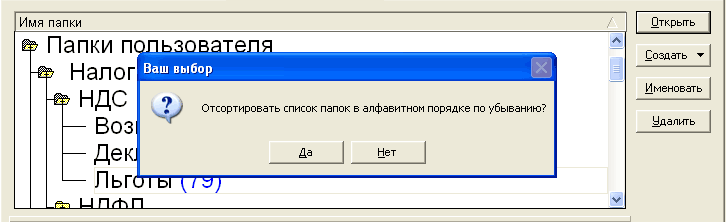 Имя папки
Открыть
Папки пользователя
Создать
Налог
Ваш выбор
НДС
Именовать
Отсортировать список папок в алфавитном порядке по убыванию?
Воз
Удалить
Дек
Да
Нет
Льготы (79)
НДФЛ